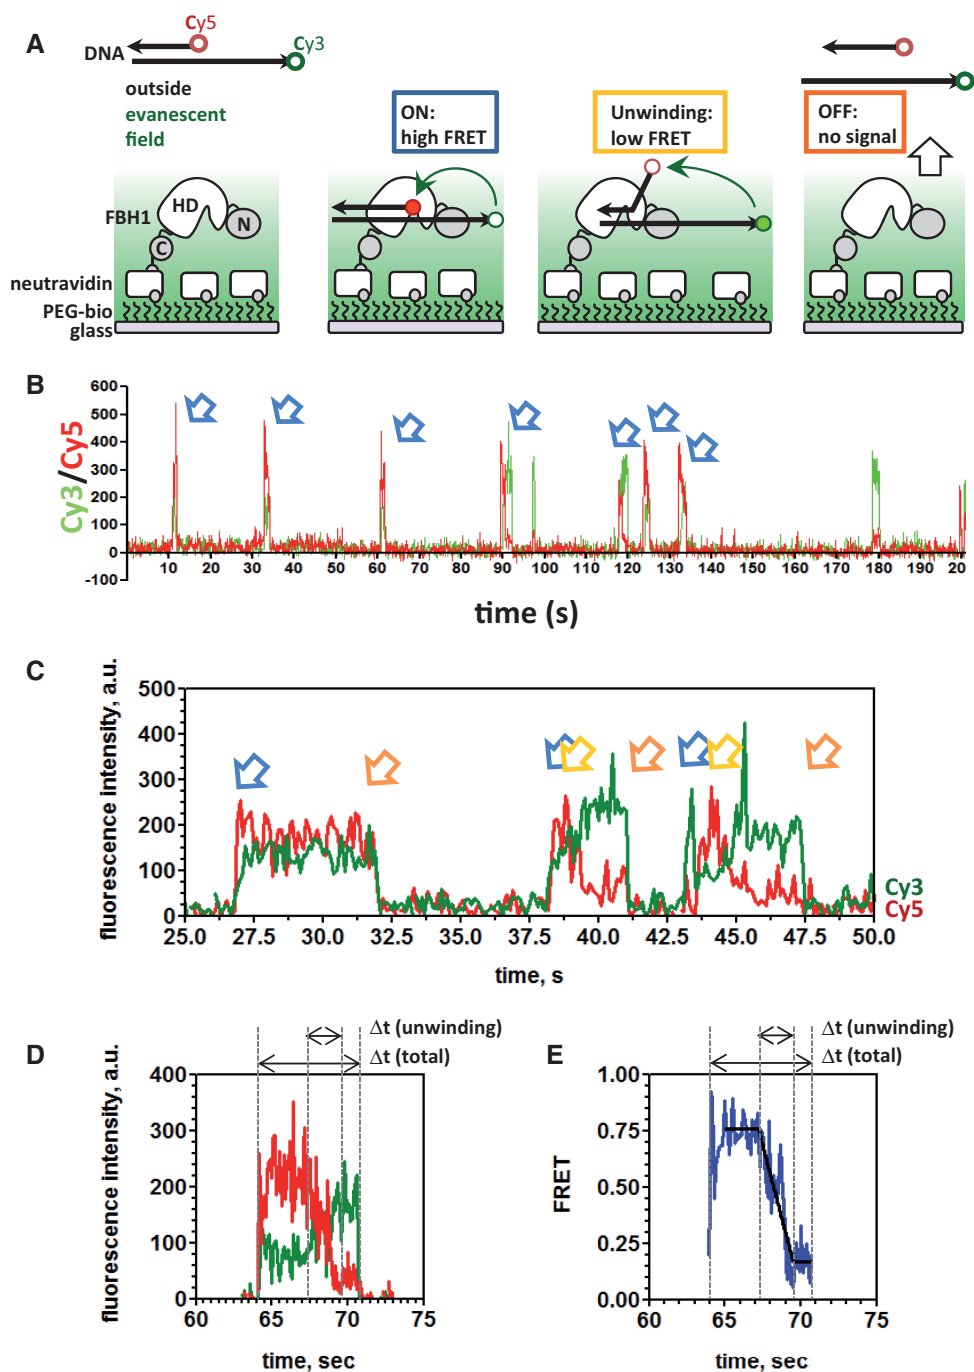 A
Cy5
Cy3
DNA
outside
evanescent
field
ON:
high FRET
Unwinding:
low FRET
OFF:
no signal
FBH1
HD
N
C
neutravidin
PEG-bio
glass
B
Cy3/Cy5
600
500
400
300
200
100
0
-100
10 20 30 40 50 60 70 80 90 100 110 120 130 140 150 160 170 180 190 20
time (s)
C
fluorescence intensity, a.u.
500
400
300
200
100
0
25.0 27.5 30.0 32.5 35.0 37.5 40.0 42.5 45.0 47.5 50.0
Cy3
Cy5
time, s
D
Δt (unwinding)
Δt (total)
fluorescence intensity, a.u.
400
300
200
100
0
60 65 70 75
time, sec
E
Δt (unwinding)
Δt (total)
FRET
1.00
0.75
0.50
0.25
0.00
60 65 70 75
time, sec